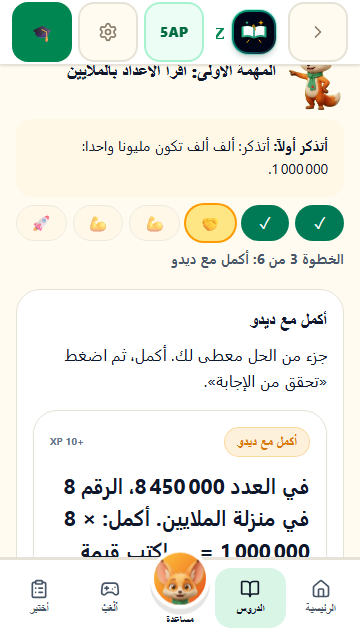 5AP
المهمة الأولى: اقرأ الأعداد بالملايين
أتذكر أولاً: أتذكر: ألف ألف تكون مليونا واحدا:
1 000 000.
الخطوة 3 من 6: أكمل مع ديدو
أكمل مع ديدو
جزء من الحل معطى لك. أكمل، ثم اضغط
«تحقق من الإجابة».
أكمل مع ديدو
+10 XP
في العدد 8 450 000، الرقم 8
في منزلة الملايين. أكمل: 8 ×
1 000 000 = __. اكتب قيمة
الرئيسية
الدروس
مساعدة
ألعب
أختبر